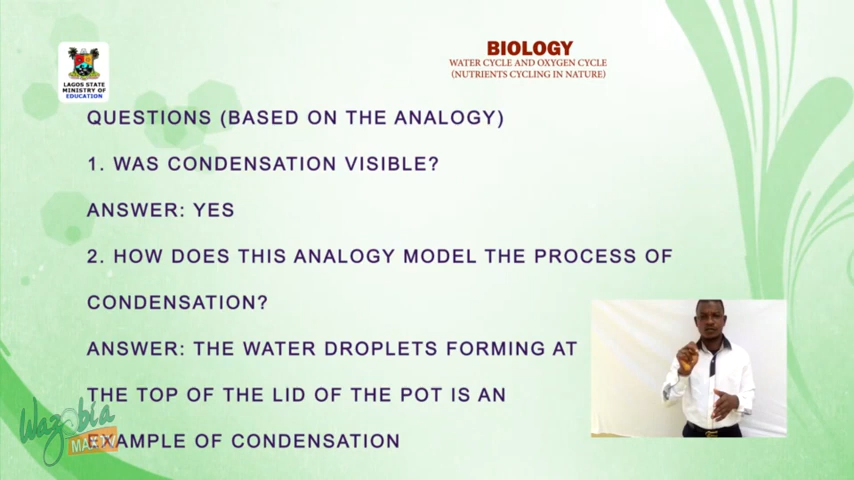 BIOLOGY
WATER CYCLE AND OXYGEN CYCLE
(NUTRIENTS CYCLING IN NATURE)
LAGOS STATE
MINISTRY OF
EDUCATION
QUESTIONS (BASED ON THE ANALOGY)
1. WAS CONDENSATION VISIBLE?
ANSWER: YES
2. HOW DOES THIS ANALOGY MODEL THE PROCESS OF
CONDENSATION?
ANSWER: THE WATER DROPLETS FORMING AT
THE TOP OF THE LID OF THE POT IS AN
EXAMPLE OF CONDENSATION
Wazobia
MAX TV